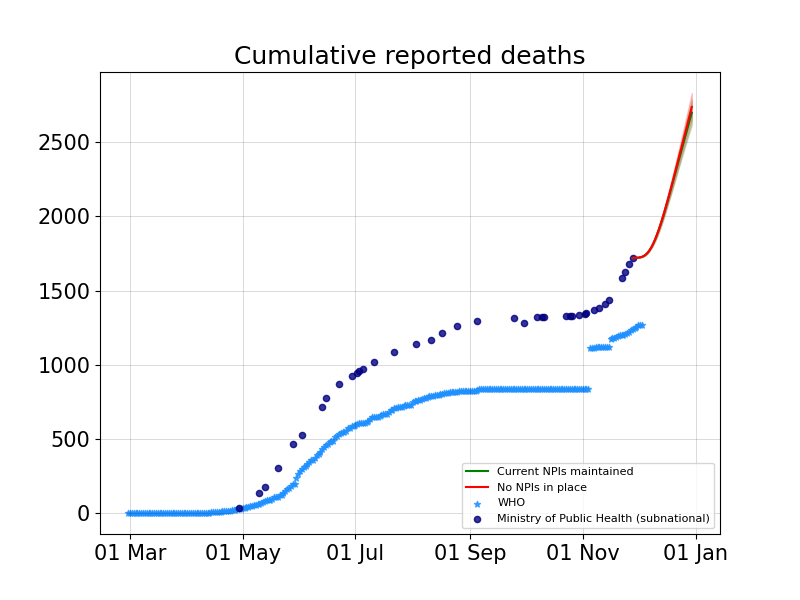 Cumulative reported deaths
2500
2000
1500
1000
500
0
Current NPIs maintained
No NPIs in place
WHO
Ministry of Public Health (subnational)
01 Mar 01 May 01 Jul 01 Sep 01 Nov 01 Jan